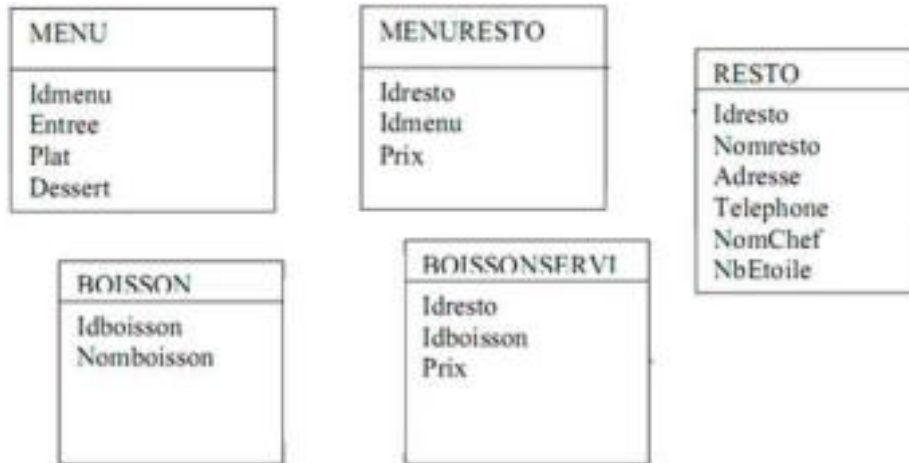 MENU
Idmenu
Entree
Plat
Dessert
MENURESTO
Idresto
Idmenu
Prix
RESTO
Idresto
Nomresto
Adresse
Telephone
NomChef
NbEtoile
BOISSON
Idboisson
Nomboisson
BOISSONSERVI
Idresto
Idboisson
Prix